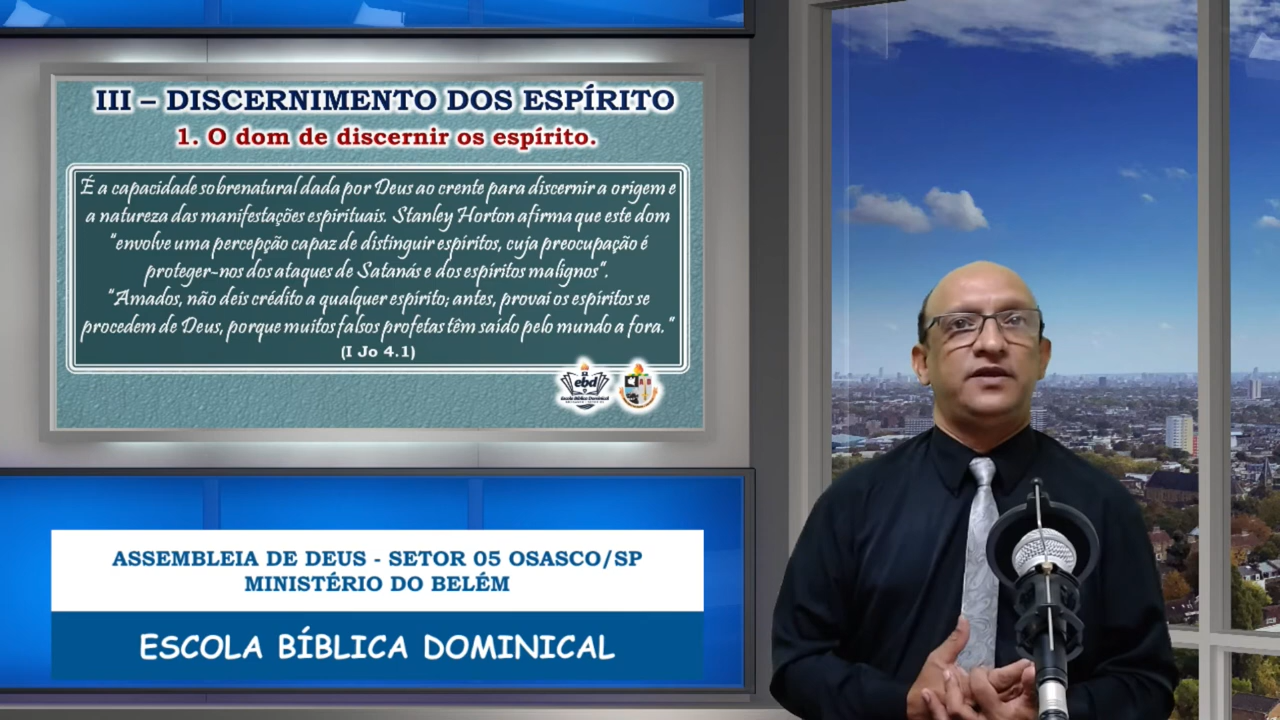 III – DISCERNIMENTO DOS ESPÍRITO
1. O dom de discernir os espírito.
É a capacidade sobrenatural dada por Deus ao crente para discernir a origem e
a natureza das manifestações espirituais. Stanley Horton afirma que este dom
"envolve uma percepção capaz de distinguir espíritos, cuja preocupação é
proteger-nos dos ataques de Satanás e dos espíritos malignos".
"Amados, não deis crédito a qualquer espírito; antes, provai os espíritos se
procedem de Deus, porque muitos falsos profetas têm saído pelo mundo a fora."
(I Jo 4.1)
ebd
Escola Bíblica Dominical
ASSEMBLEIA DE DEUS - SETOR 05 OSASCO/SP
MINISTÉRIO DO BELÉM
ESCOLA BÍBLICA DOMINICAL